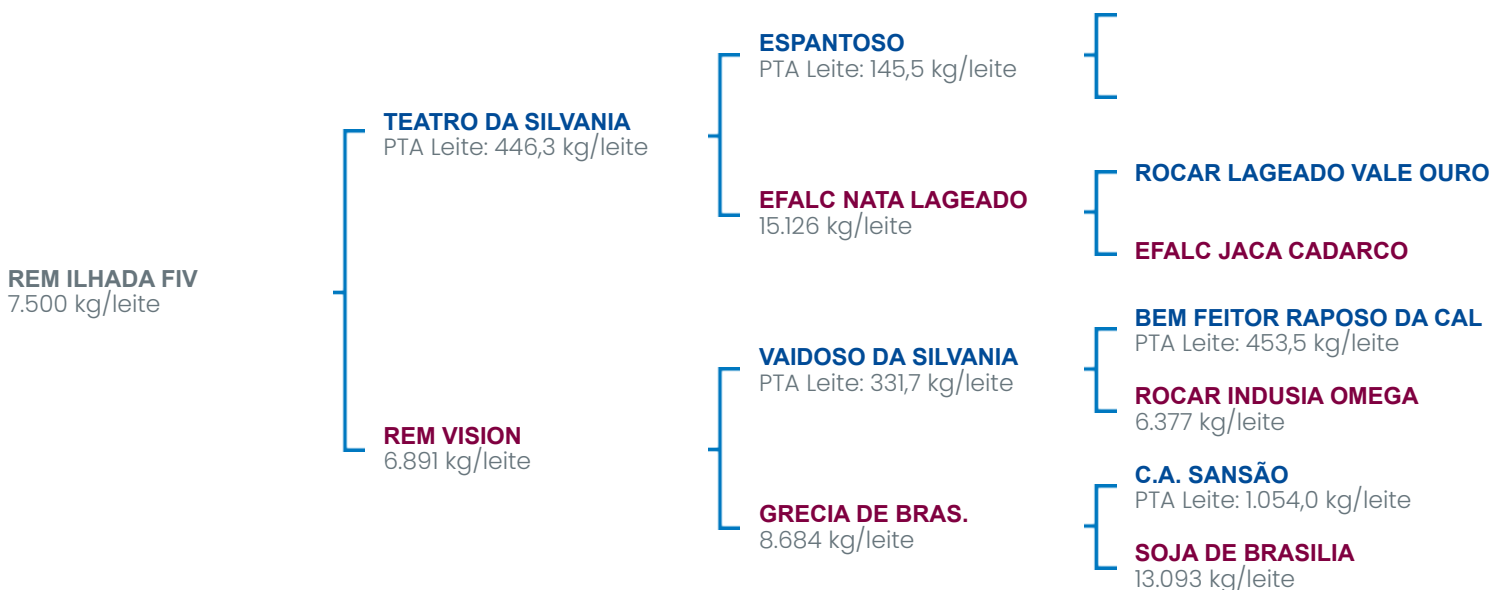 REM ILHADA FIV
7.500 kg/leite
TEATRO DA SILVANIA
PTA Leite: 446,3 kg/leite
REM VISION
6.891 kg/leite
ESPANTOSO
PTA Leite: 145,5 kg/leite
EFALC NATA LAGEADO
15.126 kg/leite
VAIDOSO DA SILVANIA
PTA Leite: 331,7 kg/leite
GRECIA DE BRAS.
8.684 kg/leite
ROCAR LAGEADO VALE OURO
EFALC JACA CADARCO
BEM FEITOR RAPOSO DA CAL
PTA Leite: 453,5 kg/leite
ROCAR INDUSIA OMEGA
6.377 kg/leite
C.A. SANSÃO
PTA Leite: 1.054,0 kg/leite
SOJA DE BRASILIA
13.093 kg/leite